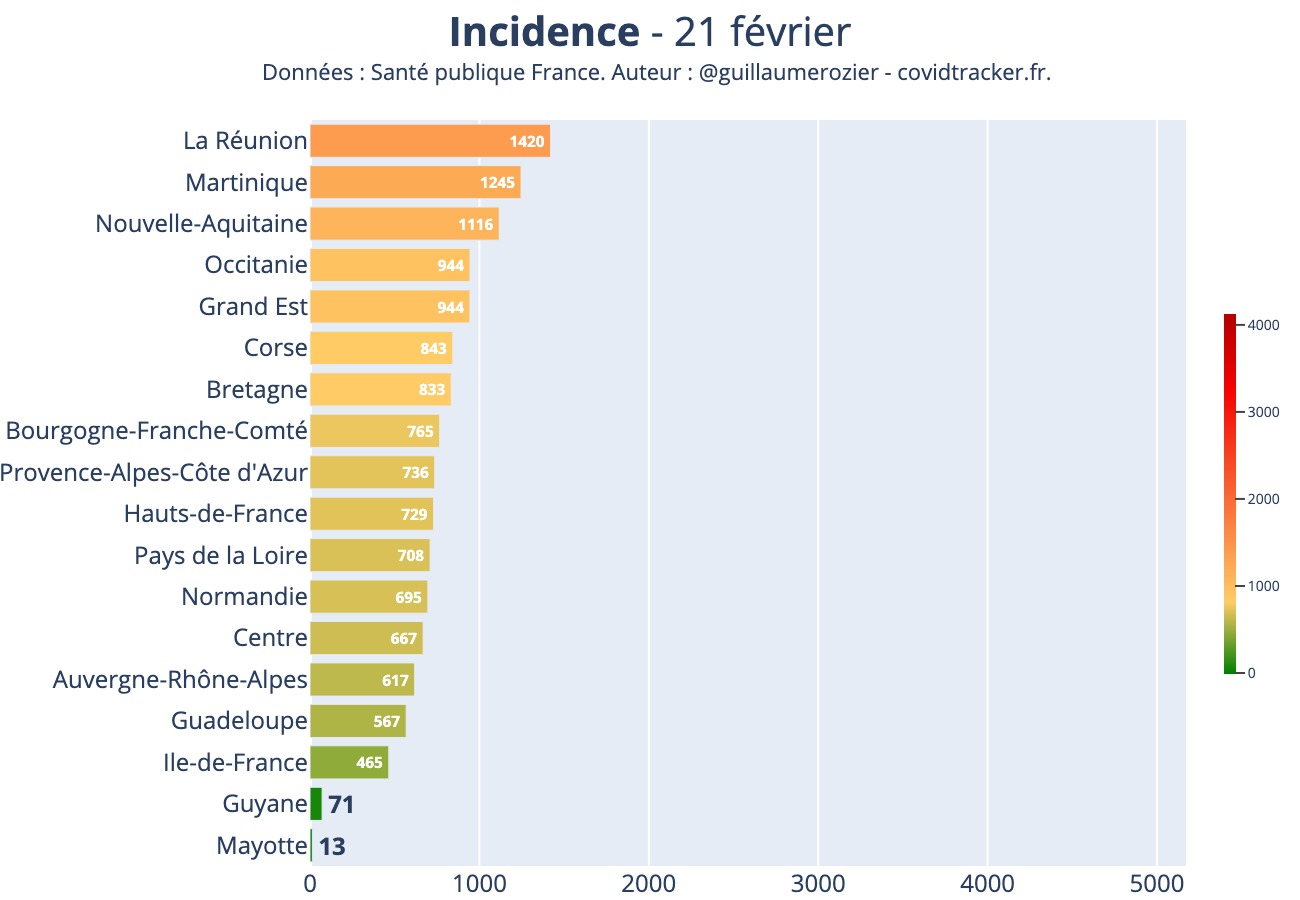 Incidence - 21 février
Données : Santé publique France. Auteur : @guillaumerozier - covidtracker.fr.
La Réunion 1420
Martinique 1245
Nouvelle-Aquitaine 1116
Occitanie 944
Grand Est 944
Corse 843
Bretagne 833
Bourgogne-Franche-Comté 765
Provence-Alpes-Côte d'Azur 736
Hauts-de-France 729
Pays de la Loire 708
Normandie 695
Centre 667
Auvergne-Rhône-Alpes 617
Guadeloupe 567
Ile-de-France 465
Guyane 71
Mayotte 13
0 1000 2000 3000 4000 5000
4000
3000
2000
1000
0